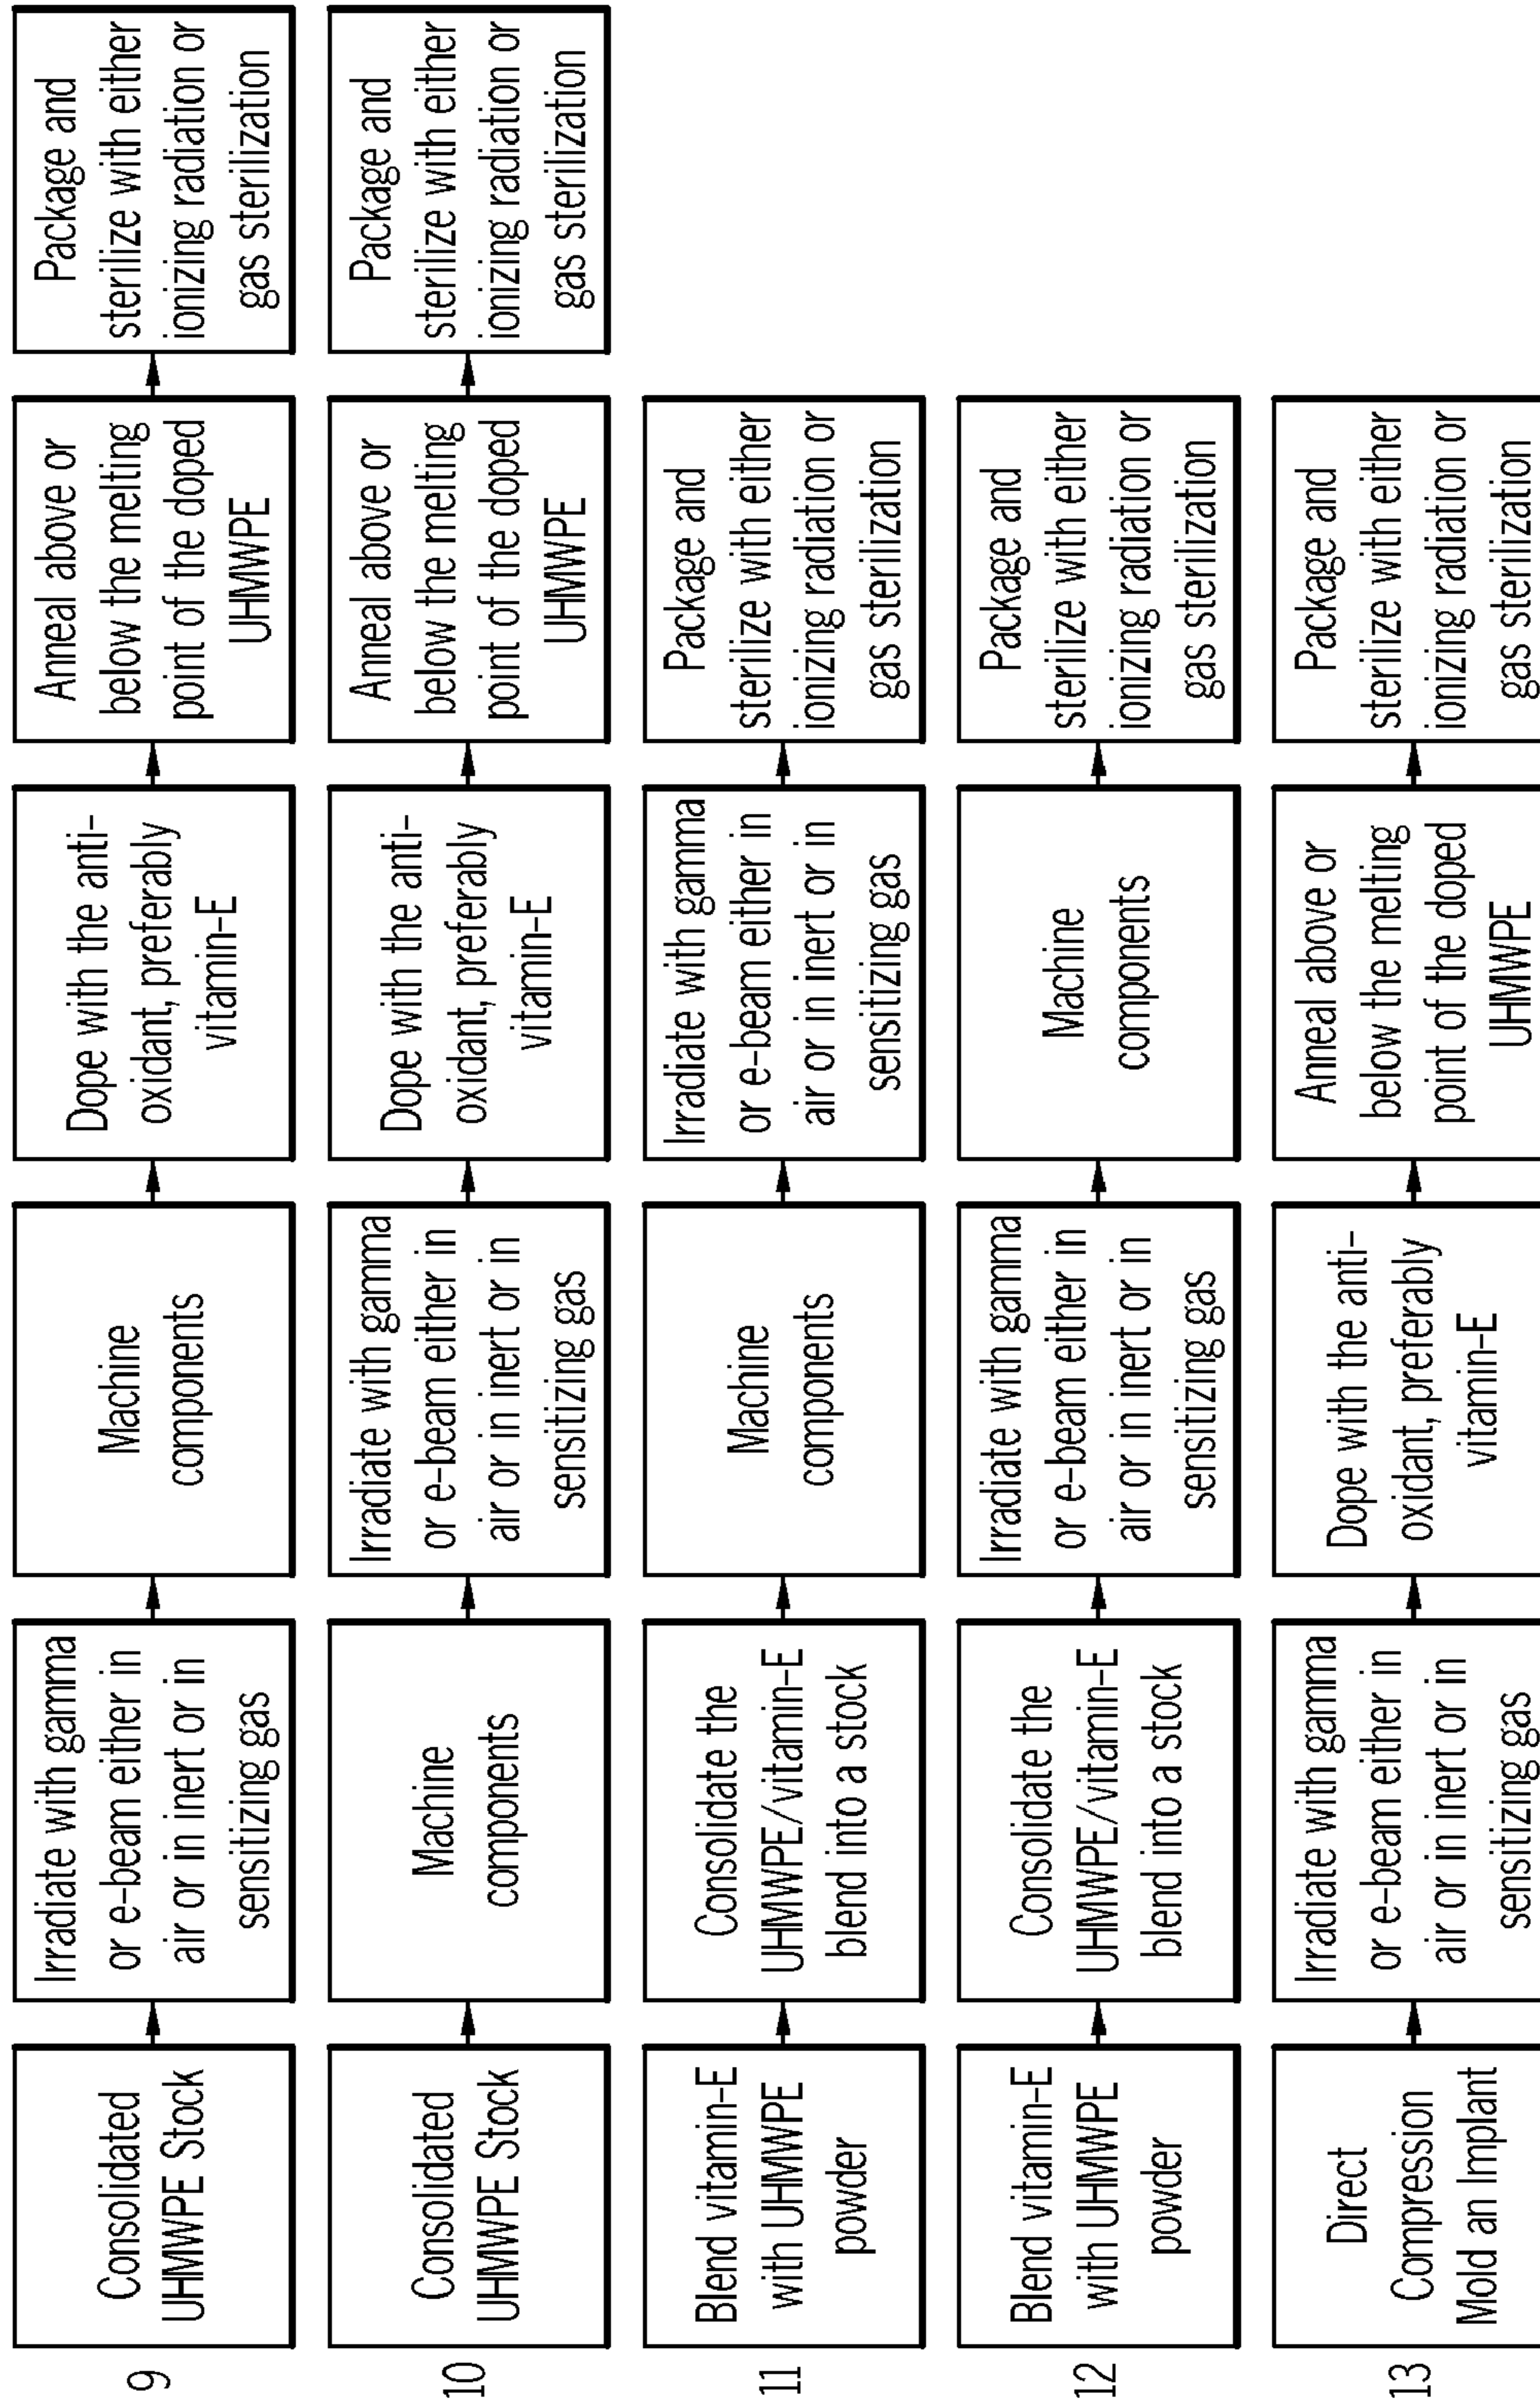 9
Consolidated
UHMWPE Stock
Irradiate with gamma
or e-beam either in
air or in inert or in
sensitizing gas
Machine
components
Dope with the anti-
oxidant, preferably
vitamin-E
Anneal above or
below the melting
point of the doped
UHMWPE
Package and
sterilize with either
ionizing radiation or
gas sterilization
10
Consolidated
UHMWPE Stock
Machine
components
Irradiate with gamma
or e-beam either in
air or in inert or in
sensitizing gas
Dope with the anti-
oxidant, preferably
vitamin-E
Anneal above or
below the melting
point of the doped
UHMWPE
Package and
sterilize with either
ionizing radiation or
gas sterilization
11
Blend vitamin-E
with UHMWPE
powder
Consolidate the
UHMWPE/vitamin-E
blend into a stock
Machine
components
Irradiate with gamma
or e-beam either in
air or in inert or in
sensitizing gas
Package and
sterilize with either
ionizing radiation or
gas sterilization
12
Blend vitamin-E
with UHMWPE
powder
Consolidate the
UHMWPE/vitamin-E
blend into a stock
Irradiate with gamma
or e-beam either in
air or in inert or in
sensitizing gas
Machine
components
Package and
sterilize with either
ionizing radiation or
gas sterilization
13
Direct
Compression
Mold an Implant
Irradiate with gamma
or e-beam either in
air or in inert or in
sensitizing gas
Dope with the anti-
oxidant, preferably
vitamin-E
Anneal above or
below the melting
point of the doped
UHMWPE
Package and
sterilize with either
ionizing radiation or
gas sterilization